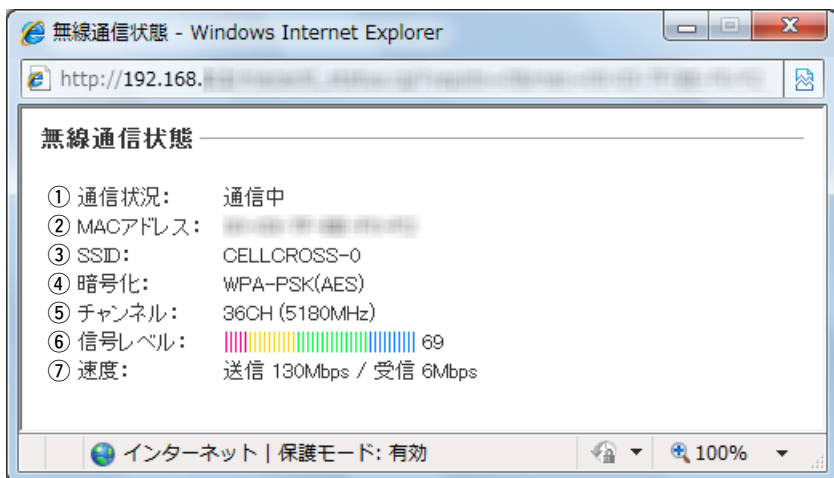 無線通信状態 - Windows Internet Explorer
http://192.168.
無線通信状態
① 通信状況： 通信中
② MACアドレス：
③ SSID： CELLCROSS-0
④ 暗号化： WPA-PSK(AES)
⑤ チャンネル： 36CH (5180MHz)
⑥ 信号レベル： 69
⑦ 速度： 送信 130Mbps / 受信 6Mbps
インターネット | 保護モード: 有効 100%